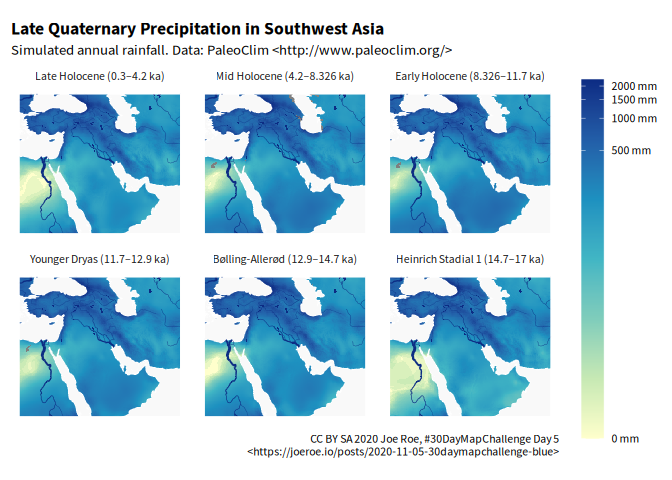 Late Quaternary Precipitation in Southwest Asia
Simulated annual rainfall. Data: PaleoClim <http://www.paleoclim.org/>
Late Holocene (0.3–4.2 ka)
Mid Holocene (4.2–8.326 ka)
Early Holocene (8.326–11.7 ka)
Younger Dryas (11.7–12.9 ka)
Bølling-Allerød (12.9–14.7 ka)
Heinrich Stadial 1 (14.7–17 ka)
2000 mm
1500 mm
1000 mm
500 mm
0 mm
CC BY SA 2020 Joe Roe, #30DayMapChallenge Day 5
<https://joeroe.io/posts/2020-11-05-30daymapchallenge-blue>